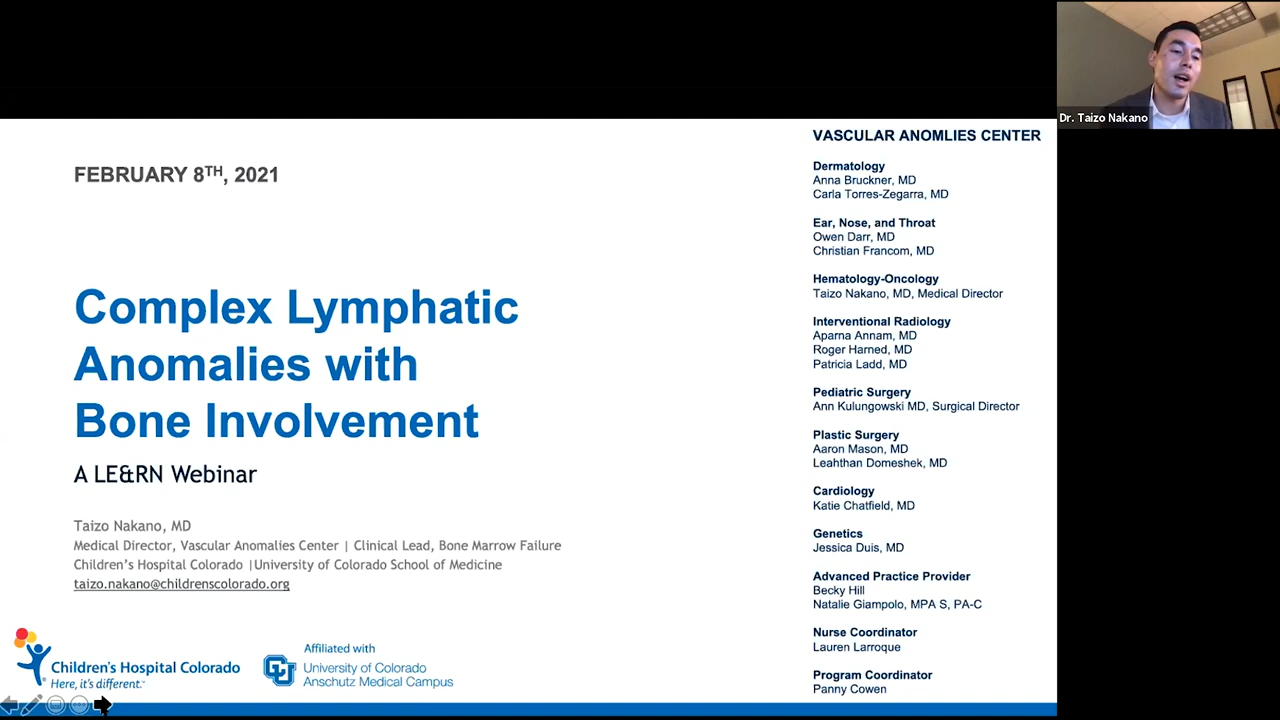 Dr. Taizo Nakano
FEBRUARY 8TH, 2021
Complex Lymphatic
Anomalies with
Bone Involvement
A LE&RN Webinar
Taizo Nakano, MD
Medical Director, Vascular Anomalies Center | Clinical Lead, Bone Marrow Failure
Children's Hospital Colorado |University of Colorado School of Medicine
taizo.nakano@childrenscolorado.org
Children's Hospital Colorado
Here, it's different.™
Affiliated with
CU
University of Colorado
Anschutz Medical Campus
VASCULAR ANOMLIES CENTER
Dermatology
Anna Bruckner, MD
Carla Torres-Zegarra, MD
Ear, Nose, and Throat
Owen Darr, MD
Christian Francom, MD
Hematology-Oncology
Taizo Nakano, MD, Medical Director
Interventional Radiology
Aparna Annam, MD
Roger Harned, MD
Patricia Ladd, MD
Pediatric Surgery
Ann Kulungowski MD, Surgical Director
Plastic Surgery
Aaron Mason, MD
Leahthan Domeshek, MD
Cardiology
Katie Chatfield, MD
Genetics
Jessica Duis, MD
Advanced Practice Provider
Becky Hill
Natalie Giampolo, MPA S, PA-C
Nurse Coordinator
Lauren Larroque
Program Coordinator
Panny Cowen